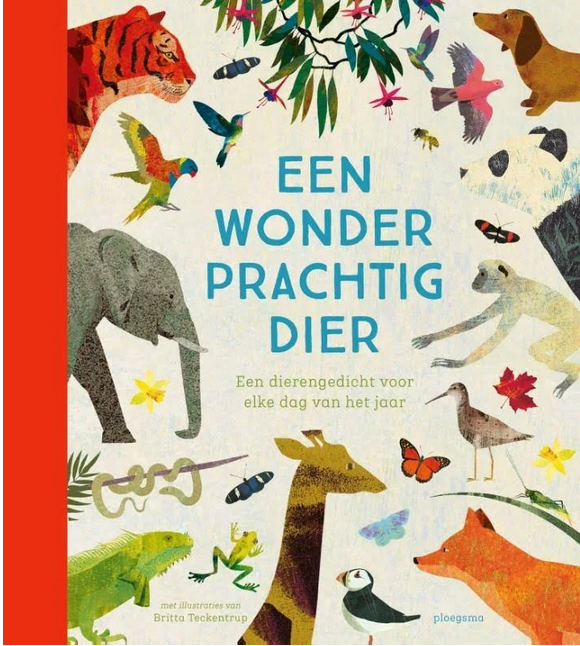 EEN
WONDER
PRACHTIG
DIER
Een dierengedicht voor
elke dag van het jaar
met illustraties van
Britta Teckentrup
ploegsma